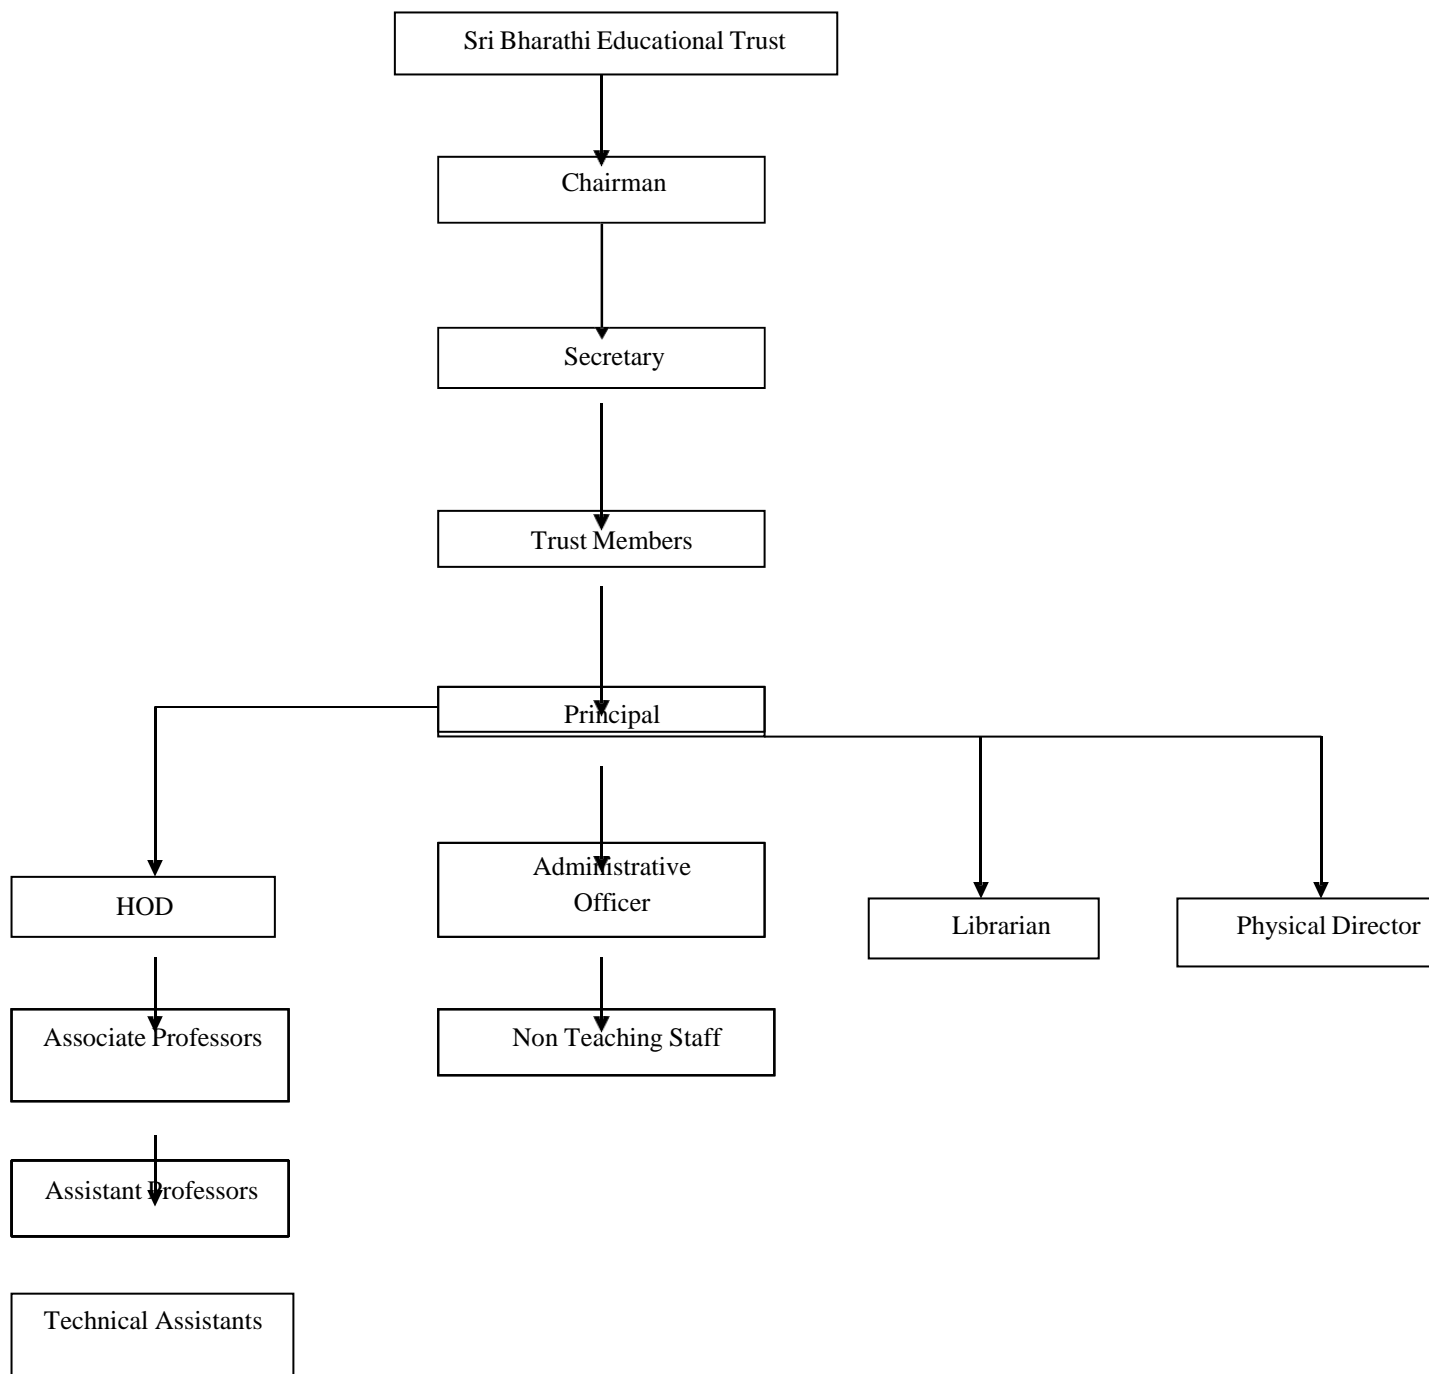 Sri Bharathi Educational Trust
Chairman
Secretary
Trust Members
Principal
Administrative
Officer
HOD
Librarian
Physical Director
Associate Professors
Non Teaching Staff
Assistant Professors
Technical Assistants